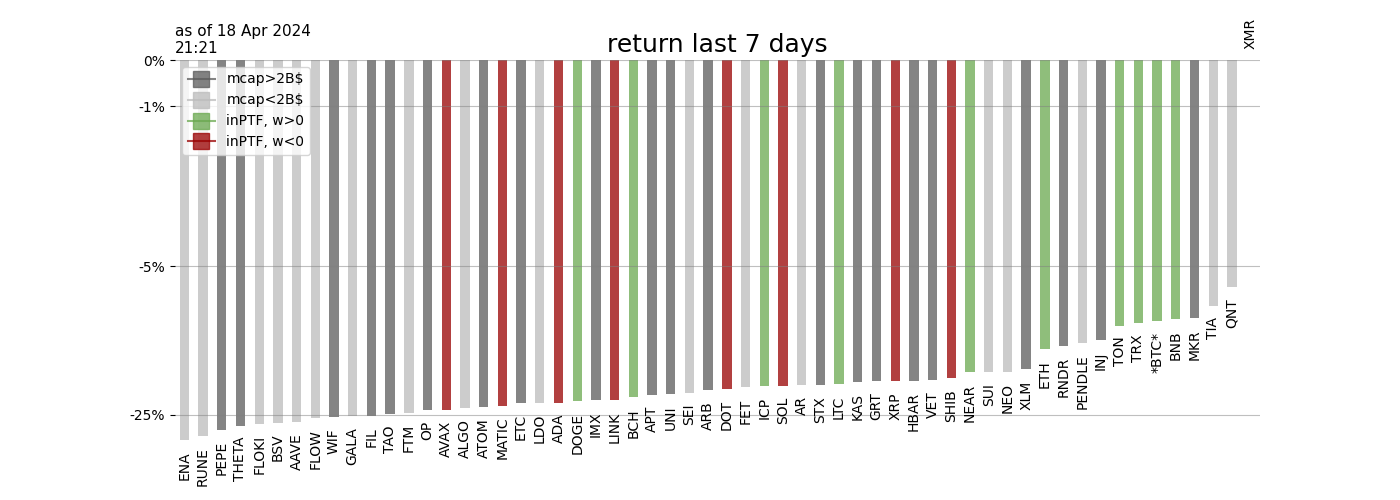 as of 18 Apr 2024
21:21
return last 7 days
XMR
0%
-1%
-5%
-25%
mcap>2B$
mcap<2B$
inPTF, w>0
inPTF, w<0
ENA
RUNE
PEPE
THETA
FLOKI
BSV
AAVE
FLOW
WIF
GALA
FIL
TAO
FTM
OP
AVAX
ALGO
ATOM
MATIC
ETC
LDO
ADA
DOGE
IMX
LINK
BCH
APT
UNI
SEI
ARB
DOT
FET
ICP
SOL
AR
STX
LTC
KAS
GRT
XRP
HBAR
VET
SHIB
NEAR
SUI
NEO
XLM
ETH
RNDR
PENDLE
INJ
TON
TRX
*BTC*
BNB
MKR
TIA
QNT